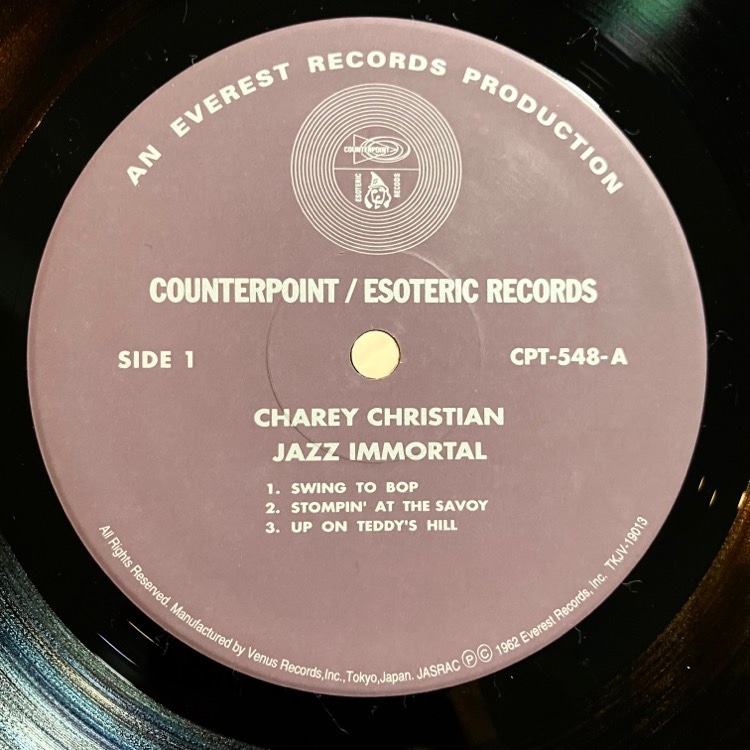 AN EVEREST RECORDS PRODUCTION
COUNTERPOINT
ESOTERIC RECORDS
COUNTERPOINT / ESOTERIC RECORDS
SIDE 1
CPT-548-A
CHAREY CHRISTIAN
JAZZ IMMORTAL
1. SWING TO BOP
2. STOMPIN' AT THE SAVOY
3. UP ON TEDDY'S HILL
All Rights Reserved. Manufactured by Venus Records,Inc.,Tokyo,Japan. JASRAC Ⓟ Ⓒ 1962 Everest Records, Inc. TKJV-19013